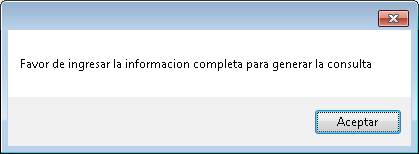 Favor de ingresar la informacion completa para generar la consulta
Aceptar